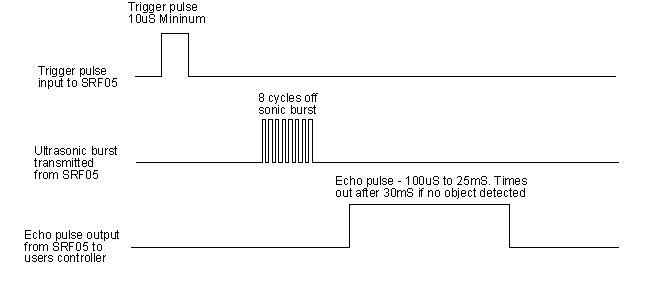 Trigger pulse
10uS Mininum
Trigger pulse
input to SRF05
8 cycles off
sonic burst
Ultrasonic burst
transmitted
from SRF05
Echo pulse - 100uS to 25mS. Times
out after 30mS if no object detected
Echo pulse output
from SRF05 to
users controller